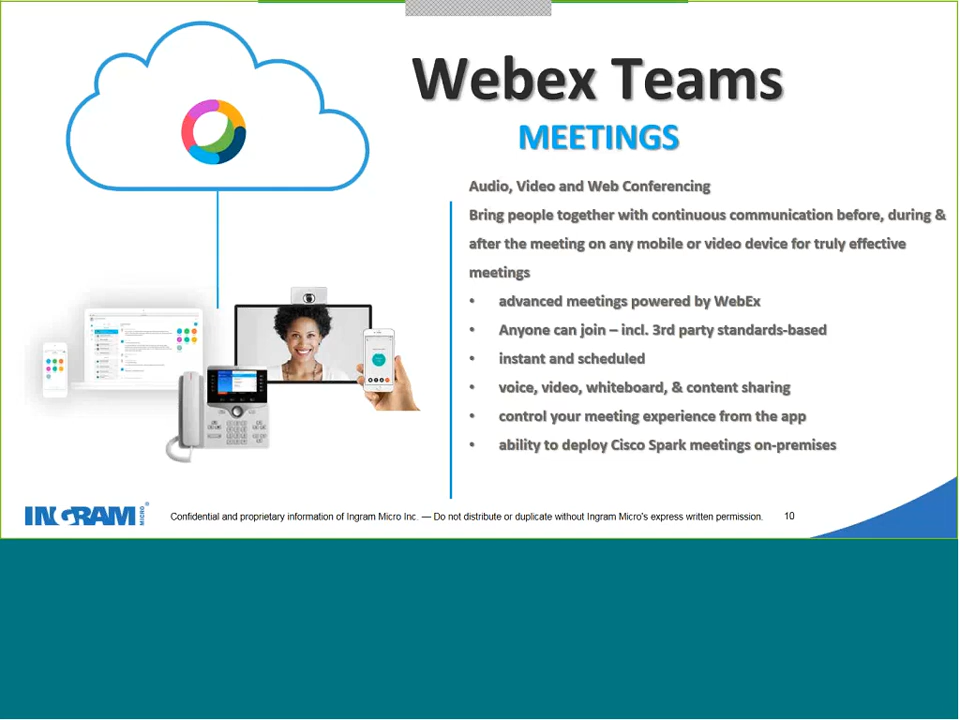 Webex Teams
MEETINGS
Audio, Video and Web Conferencing
Bring people together with continuous communication before, during &
after the meeting on any mobile or video device for truly effective
meetings
• advanced meetings powered by WebEx
• Anyone can join – incl. 3rd party standards-based
• instant and scheduled
• voice, video, whiteboard, & content sharing
• control your meeting experience from the app
• ability to deploy Cisco Spark meetings on-premises
INGRAM MICRO®
Confidential and proprietary information of Ingram Micro Inc. — Do not distribute or duplicate without Ingram Micro's express written permission.
10